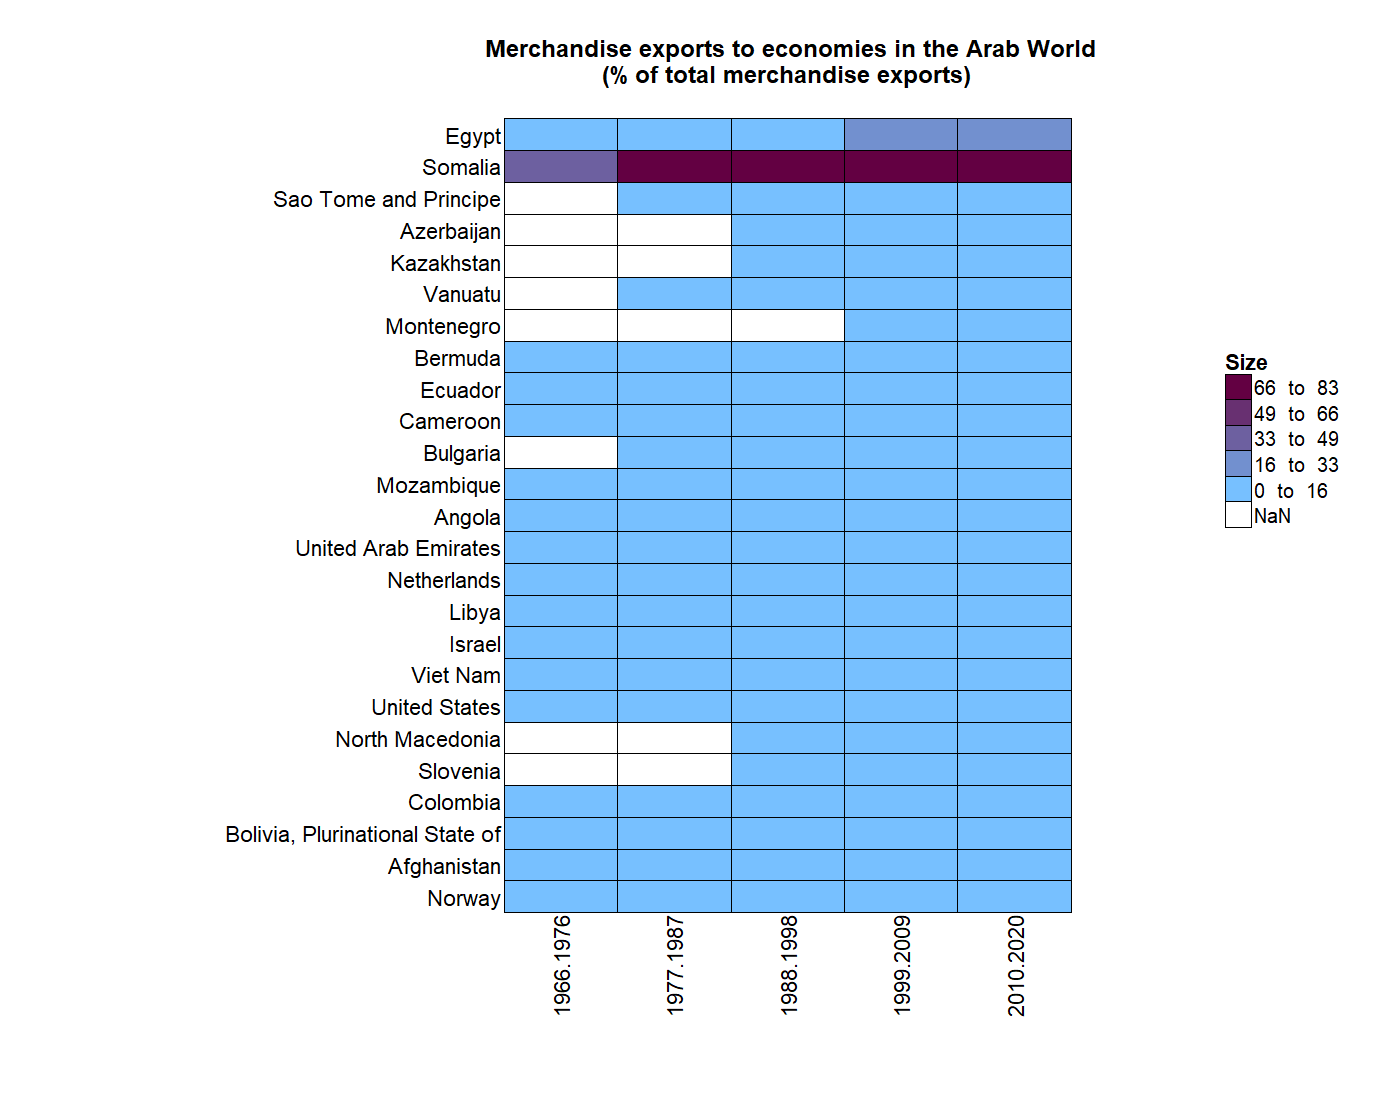 Merchandise exports to economies in the Arab World
(% of total merchandise exports)
Egypt
Somalia
Sao Tome and Principe
Azerbaijan
Kazakhstan
Vanuatu
Montenegro
Bermuda
Ecuador
Cameroon
Bulgaria
Mozambique
Angola
United Arab Emirates
Netherlands
Libya
Israel
Viet Nam
United States
North Macedonia
Slovenia
Colombia
Bolivia, Plurinational State of
Afghanistan
Norway
1966.1976
1977.1987
1988.1998
1999.2009
2010.2020
Size
66 to 83
49 to 66
33 to 49
16 to 33
0 to 16
NaN